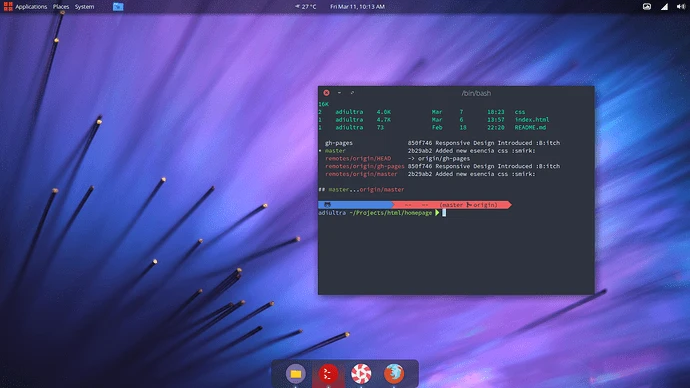 Applications Places System 27 °C Fri Mar 11, 10:13 AM
/bin/bash
16K
2 adiultra 4.0K Mar 7 18:23 css
1 adiultra 4.7K Mar 6 13:57 index.html
1 adiultra 73 Feb 18 22:20 README.md
gh-pages 850f746 Responsive Design Introduced :B:itch
* master 2b29ab2 Added new esencia css :smirk:
remotes/origin/HEAD -> origin/gh-pages
remotes/origin/gh-pages 850f746 Responsive Design Introduced :B:itch
remotes/origin/master 2b29ab2 Added new esencia css :smirk:
## master...origin/master
(master origin)
adiultra ~/Projects/html/homepage